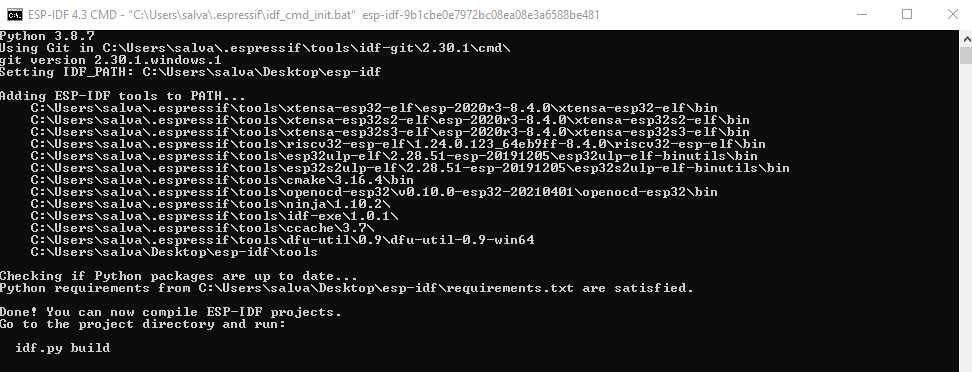 ESP-IDF 4.3 CMD - "C:\Users\salva\.espressif\idf_cmd_init.bat"  esp-idf-9b1cbe0e7972bc08ea08e3a6588be481
Python 3.8.7
Using Git in C:\Users\salva\.espressif\tools\idf-git\2.30.1\cmd\
git version 2.30.1.windows.1
Setting IDF_PATH: C:\Users\salva\Desktop\esp-idf
Adding ESP-IDF tools to PATH...
C:\Users\salva\.espressif\tools\xtensa-esp32-elf\esp-2020r3-8.4.0\xtensa-esp32-elf\bin
C:\Users\salva\.espressif\tools\xtensa-esp32s2-elf\esp-2020r3-8.4.0\xtensa-esp32s2-elf\bin
C:\Users\salva\.espressif\tools\xtensa-esp32s3-elf\esp-2020r3-8.4.0\xtensa-esp32s3-elf\bin
C:\Users\salva\.espressif\tools\riscv32-esp-elf\1.24.0.123_64eb9ff-8.4.0\riscv32-esp-elf\bin
C:\Users\salva\.espressif\tools\esp32ulp-elf\2.28.51-esp-20191205\esp32ulp-elf-binutils\bin
C:\Users\salva\.espressif\tools\esp32s2ulp-elf\2.28.51-esp-20191205\esp32s2ulp-elf-binutils\bin
C:\Users\salva\.espressif\tools\cmake\3.16.4\bin
C:\Users\salva\.espressif\tools\openocd-esp32\v0.10.0-esp32-20210401\openocd-esp32\bin
C:\Users\salva\.espressif\tools\ninja\1.10.2\
C:\Users\salva\.espressif\tools\idf-exe\1.0.1\
C:\Users\salva\.espressif\tools\ccache\3.7\
C:\Users\salva\.espressif\tools\dfu-util\0.9\dfu-util-0.9-win64
C:\Users\salva\Desktop\esp-idf\tools
Checking if Python packages are up to date...
Python requirements from C:\Users\salva\Desktop\esp-idf\requirements.txt are satisfied.
Done! You can now compile ESP-IDF projects.
Go to the project directory and run:
idf.py build